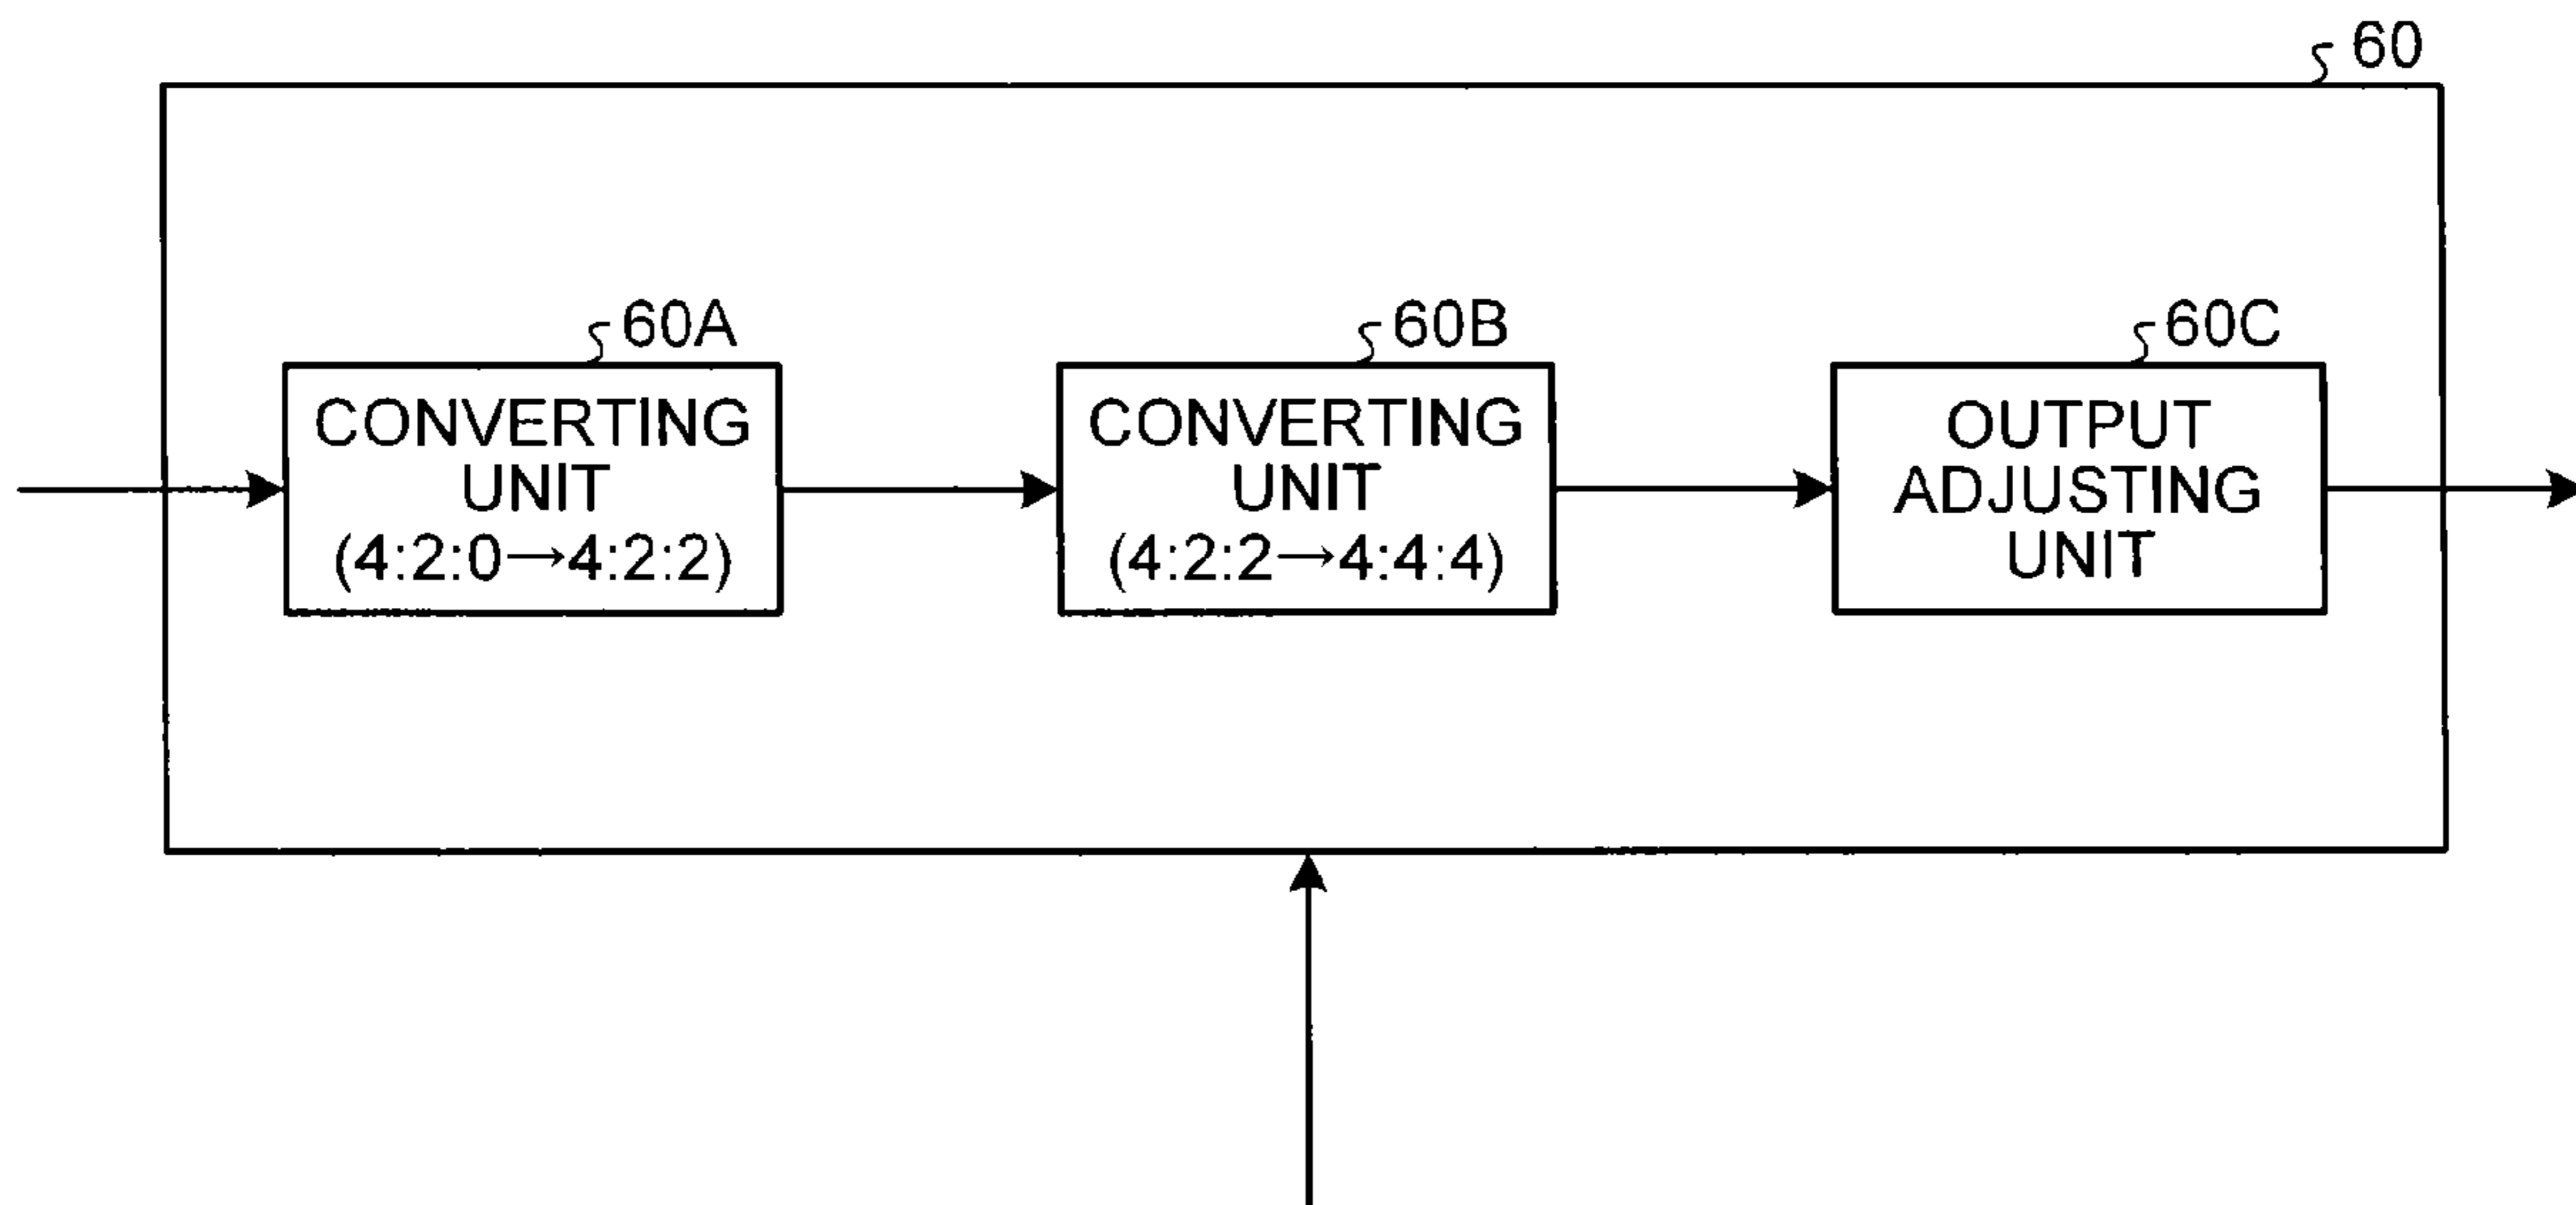 60
60A
CONVERTING
UNIT
(4:2:0→4:2:2)
60B
CONVERTING
UNIT
(4:2:2→4:4:4)
60C
OUTPUT
ADJUSTING
UNIT